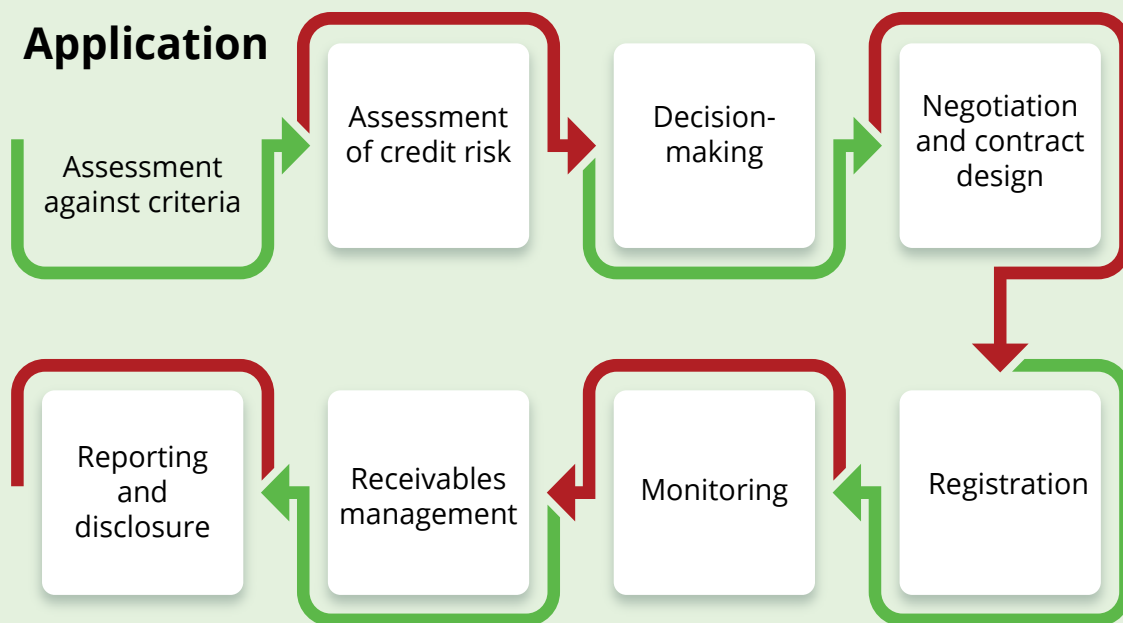 Application
Assessment
against criteria
Assessment
of credit risk
Decision-
making
Negotiation
and contract
design
Registration
Monitoring
Receivables
management
Reporting
and
disclosure